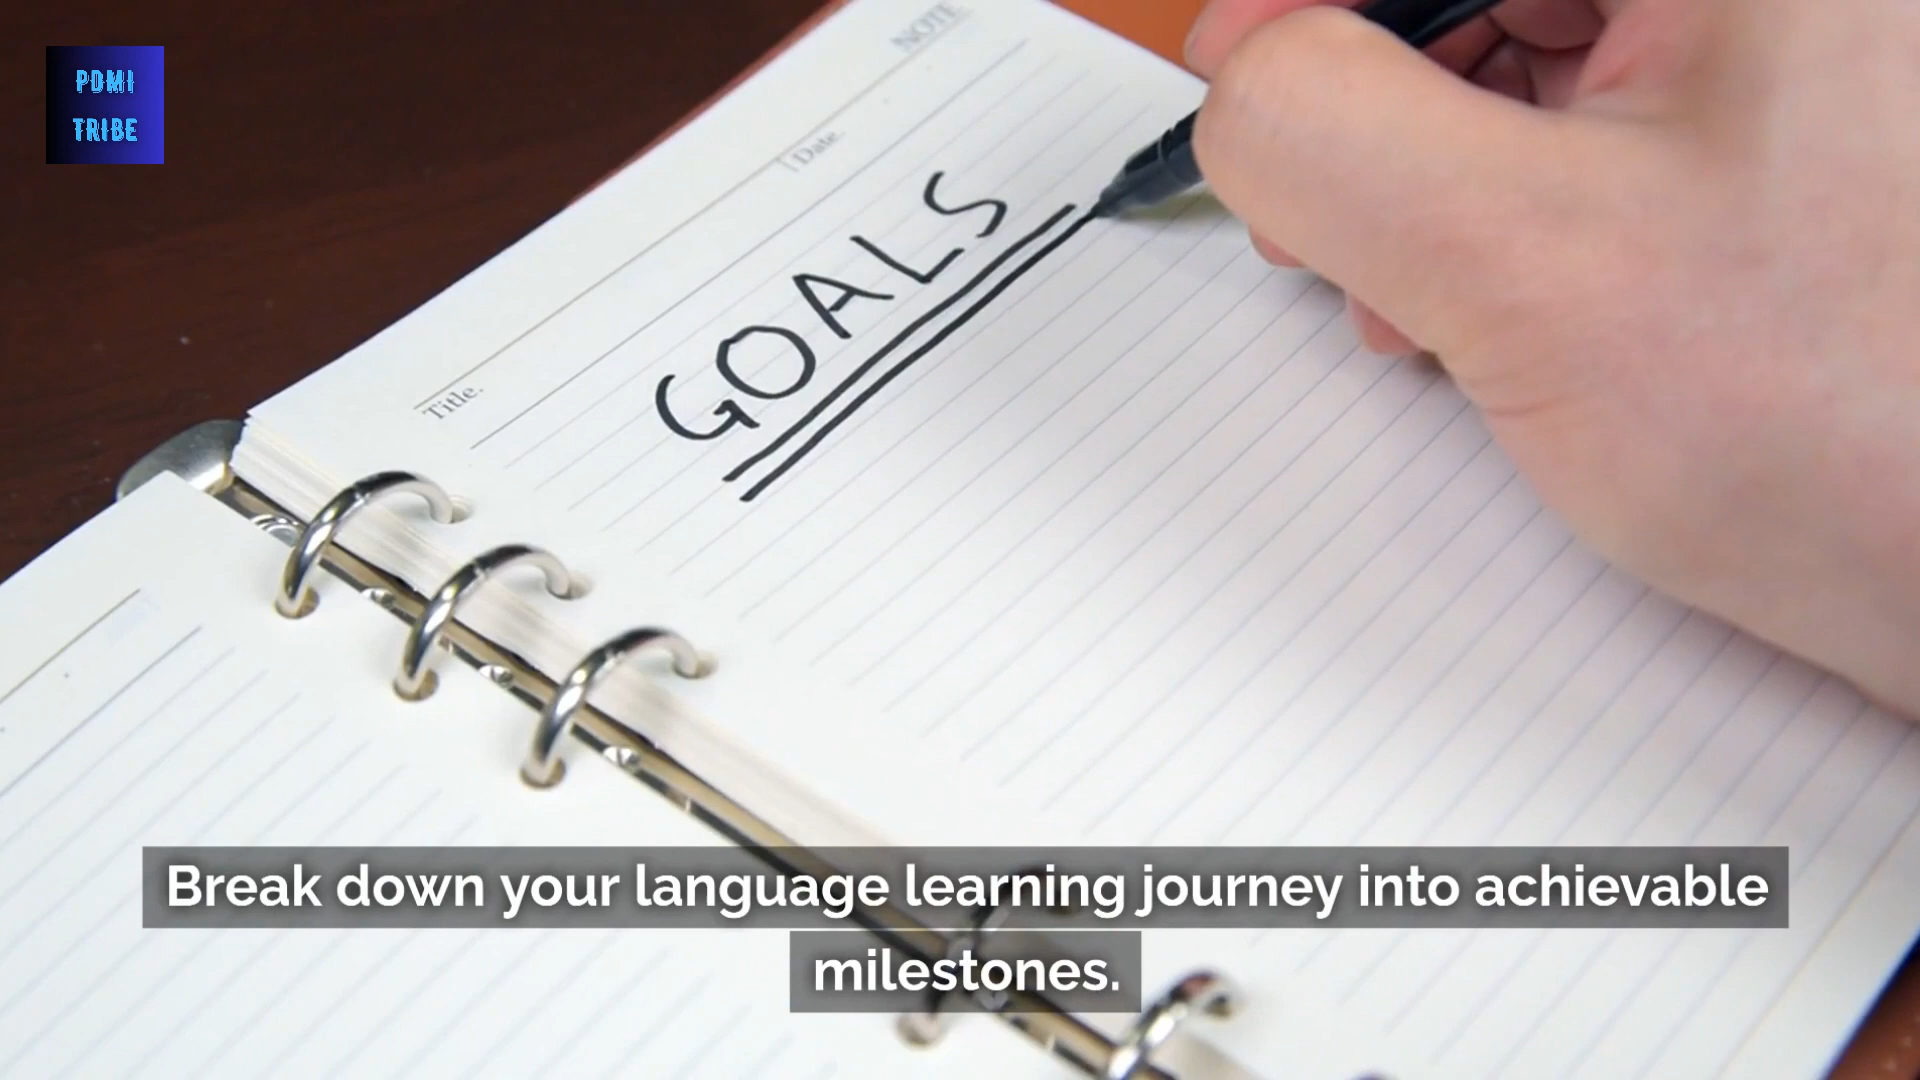 PDMI
TRIBE
NOTE
Date.
GOALS
Title.
Break down your language learning journey into achievable
milestones.